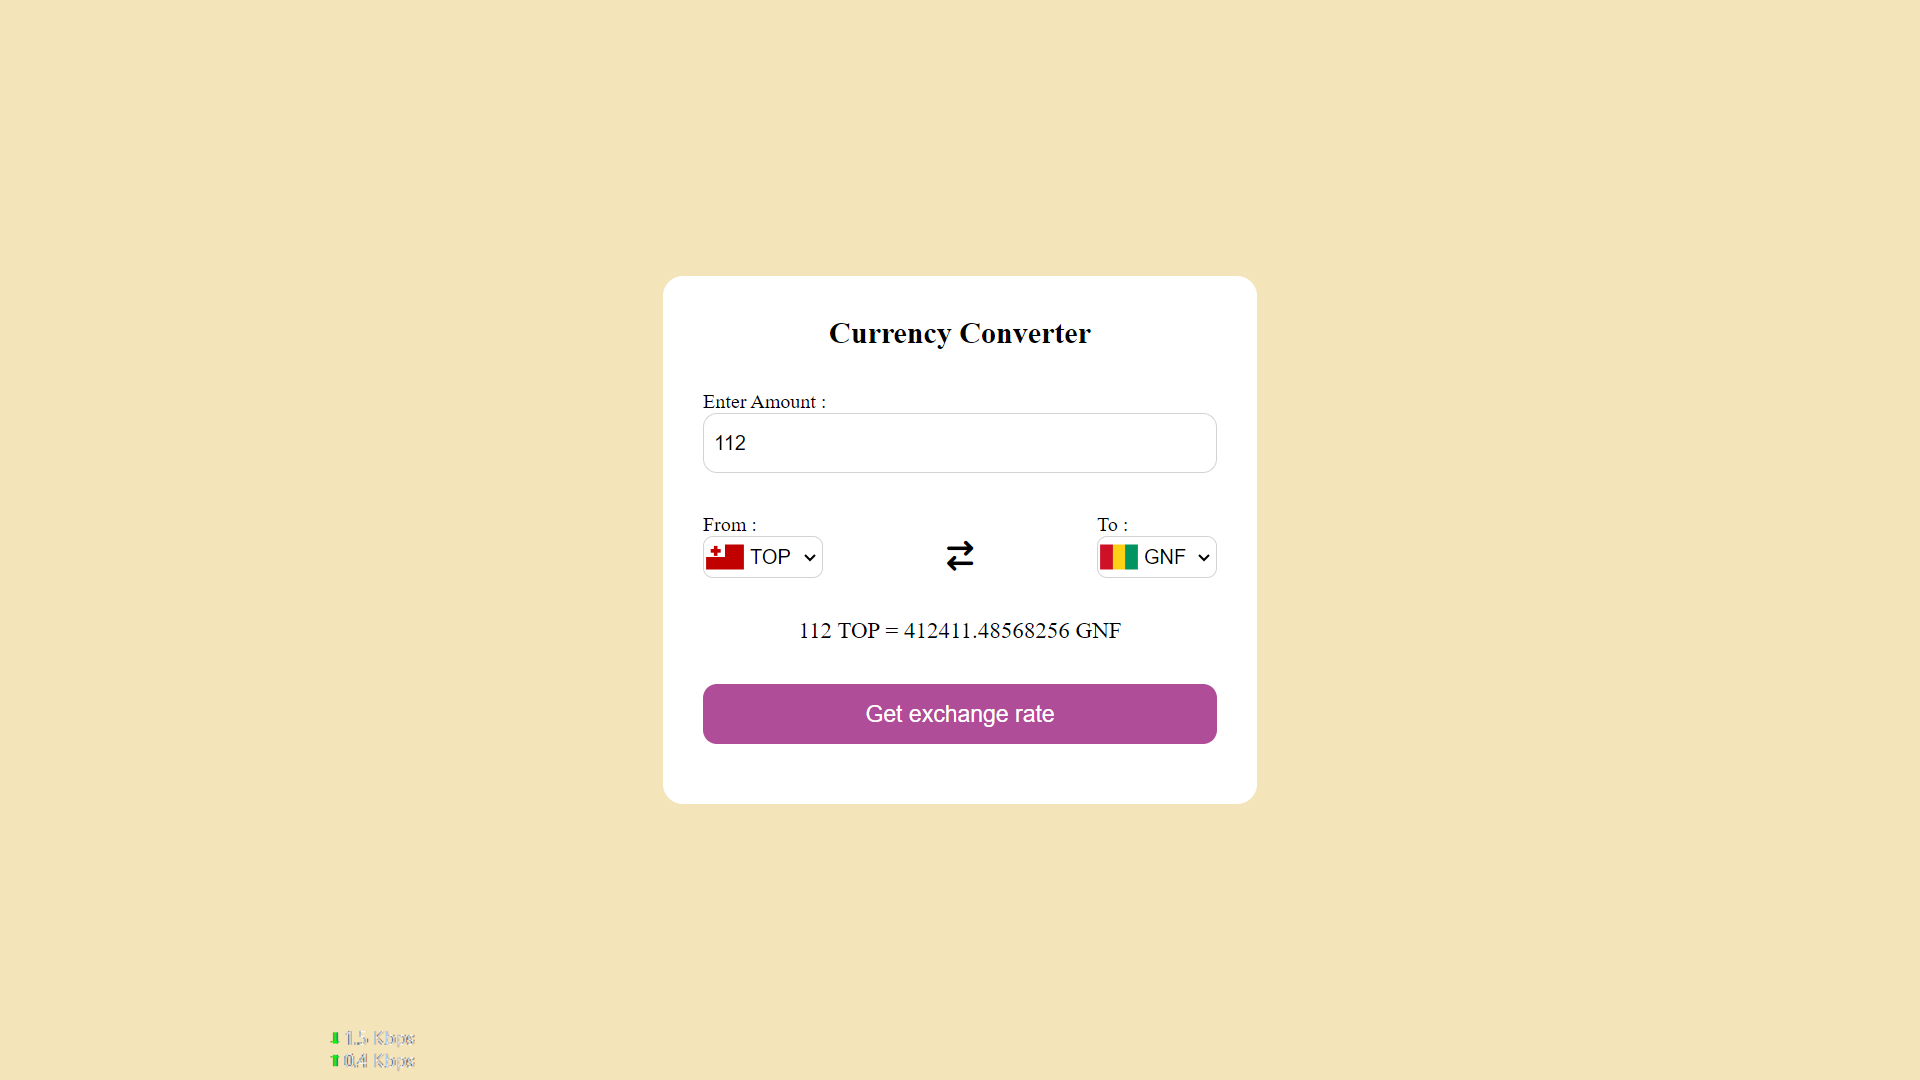 Currency Converter
Enter Amount :
112
From :
To :
TOP
GNF
112 TOP = 412411.48568256 GNF
Get exchange rate
1.5 Kbps
0.4 Kbps